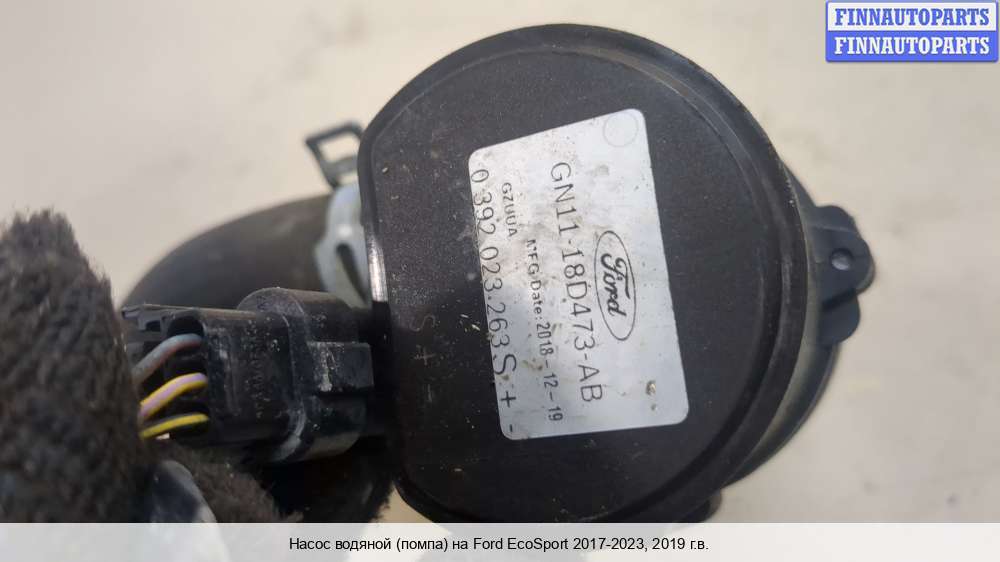 FINNAUTOPARTS
FINNAUTOPARTS
Ford
GN11-18D473-AB
GZUUA MFG Date: 2018-12-19
0 392 023.263 S + -
S + -
Насос водяной (помпа) на Ford EcoSport 2017-2023, 2019 г.в.